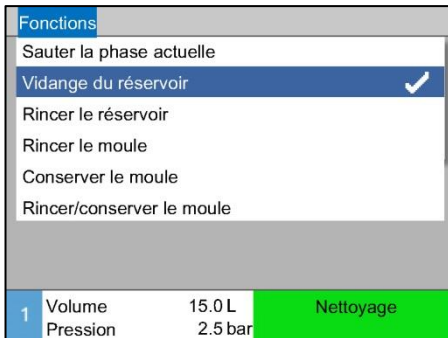 Fonctions
Sauter la phase actuelle
Vidange du réservoir
Rincer le réservoir
Rincer le moule
Conserver le moule
Rincer/conserver le moule
1 Volume 15.0 L Nettoyage
Pression 2.5 bar